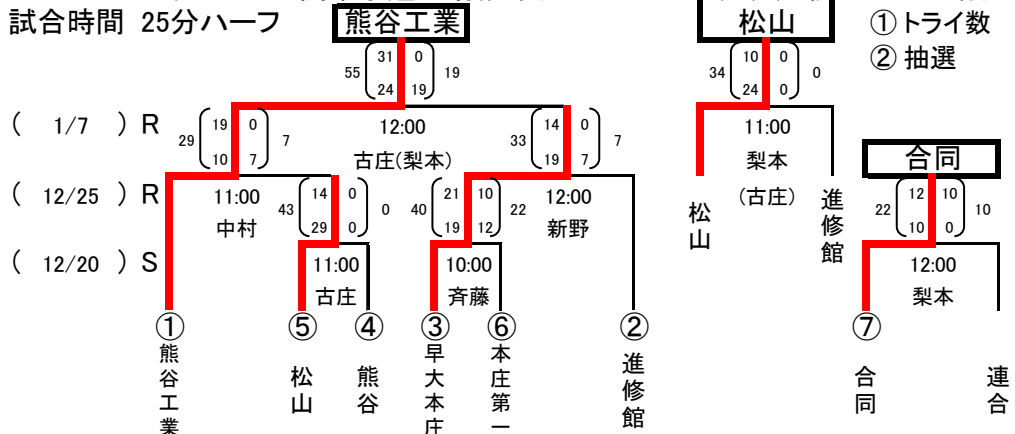 試合時間 25分ハーフ
熊谷工業
松山
① トライ数
② 抽選
31 0
55 19
24 19
10 0
34 0
24 0
( 1/7 ) R
19 0
29 7
10 7
12:00
古庄(梨本)
14 0
33 7
19 7
11:00
梨本
(古庄)
合同
( 12/25 ) R
11:00
中村
14 0
43 0
29 0
21 10
40 22
19 12
12:00
新野
松山
進修館
12 10
22 10
10 0
( 12/20 ) S
11:00
古庄
10:00
斉藤
12:00
梨本
① ⑤ ④ ③ ⑥ ② ⑦
熊谷工業
松山
熊谷
早大本庄
本庄第一
進修館
合同
連合